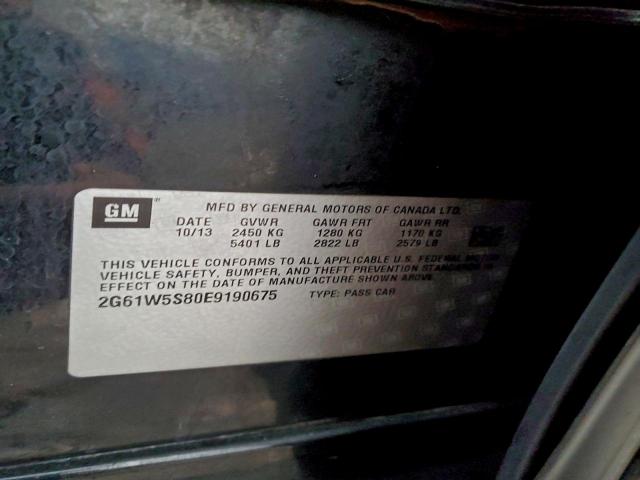 GM
MFD BY GENERAL MOTORS OF CANADA LTD.
DATE GVWR GAWR FRT GAWR RR
10/13 2450 KG 1280 KG 1170 KG
5401 LB 2822 LB 2579 LB
THIS VEHICLE CONFORMS TO ALL APPLICABLE U.S. FEDERAL MOTOR
VEHICLE SAFETY, BUMPER, AND THEFT PREVENTION STANDARDS IN
EFFECT ON THE DATE OF MANUFACTURE SHOWN ABOVE.
2G61W5S80E9190675 TYPE: PASS CAR